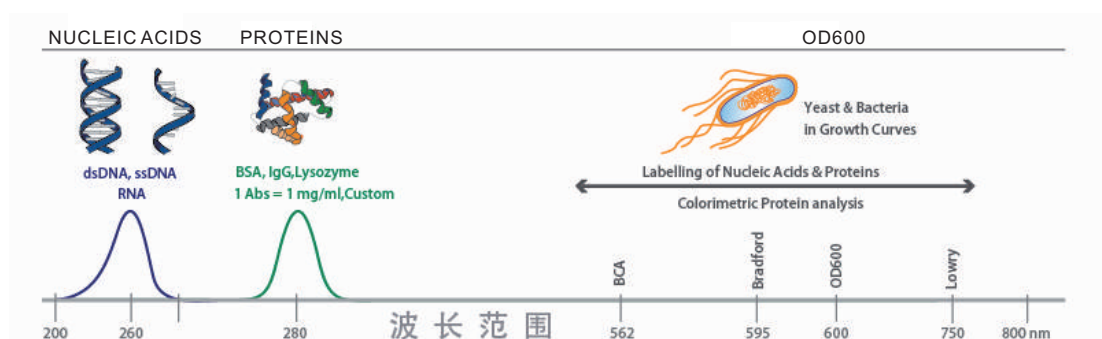 NUCLEIC ACIDS PROTEINS OD600
Yeast & Bacteria
in Growth Curves
dsDNA, ssDNA
RNA
BSA, IgG,Lysozyme
1 Abs = 1 mg/ml,Custom
Labelling of Nucleic Acids & Proteins
Colorimetric Protein analysis
BCA
Bradford
OD600
Lowry
200 260 280 波长范围 562 595 600 750 800 nm